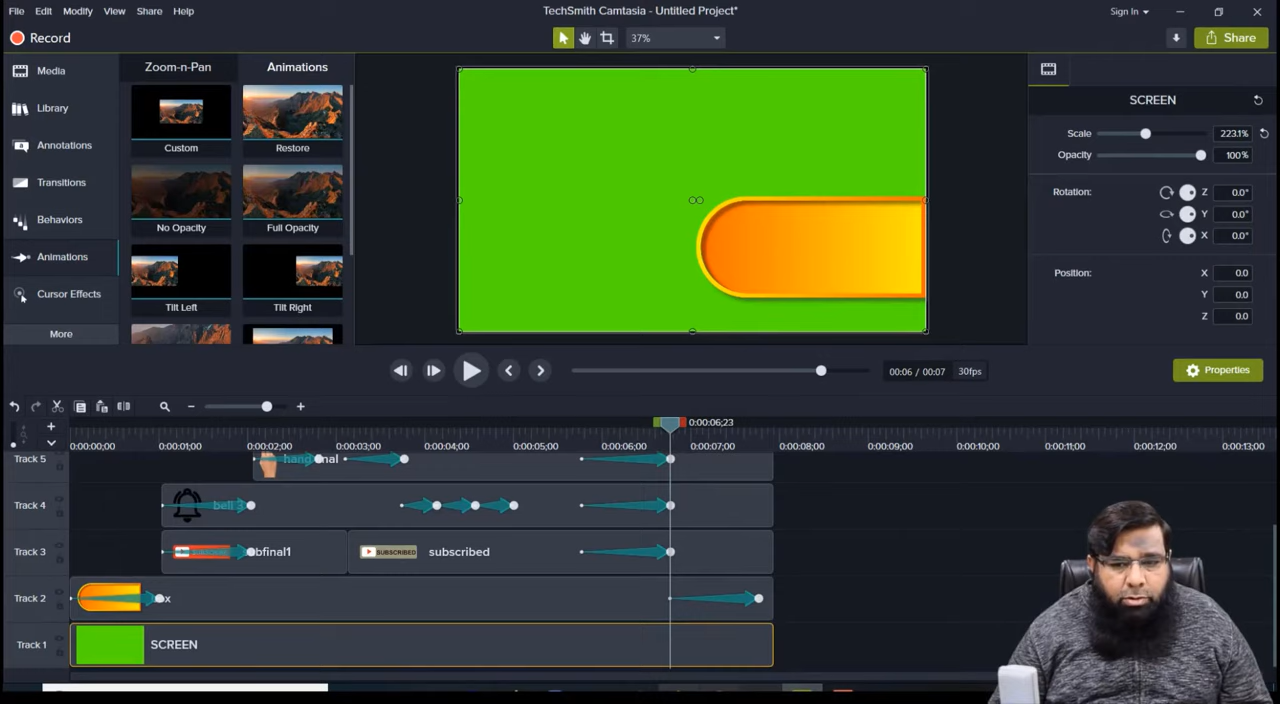 File Edit Modify View Share Help TechSmith Camtasia - Untitled Project* Sign In
Record 37% Share
Media Zoom-n-Pan Animations
SCREEN
Library
Scale 223.1%
Annotations Custom Restore
Opacity 100%
Transitions
Rotation: Z 0.0°
Behaviors No Opacity Full Opacity Y 0.0°
X 0.0°
Animations
Position: X 0.0
Cursor Effects Y 0.0
Tilt Left Tilt Right Z 0.0
More
00:06 / 00:07 30fps Properties
0:00:06;23
0:00:00;00 0:00:01;00 0:00:02;00 0:00:03;00 0:00:04;00 0:00:05;00 0:00:06;00 0:00:08;00 0:00:09;00 0:00:10;00 0:00:11;00 0:00:12;00 0:00:13;00
Track 5
Track 4 bell 3
Track 3 bfinal1 SUBSCRIBED subscribed
Track 2 x
Track 1 SCREEN